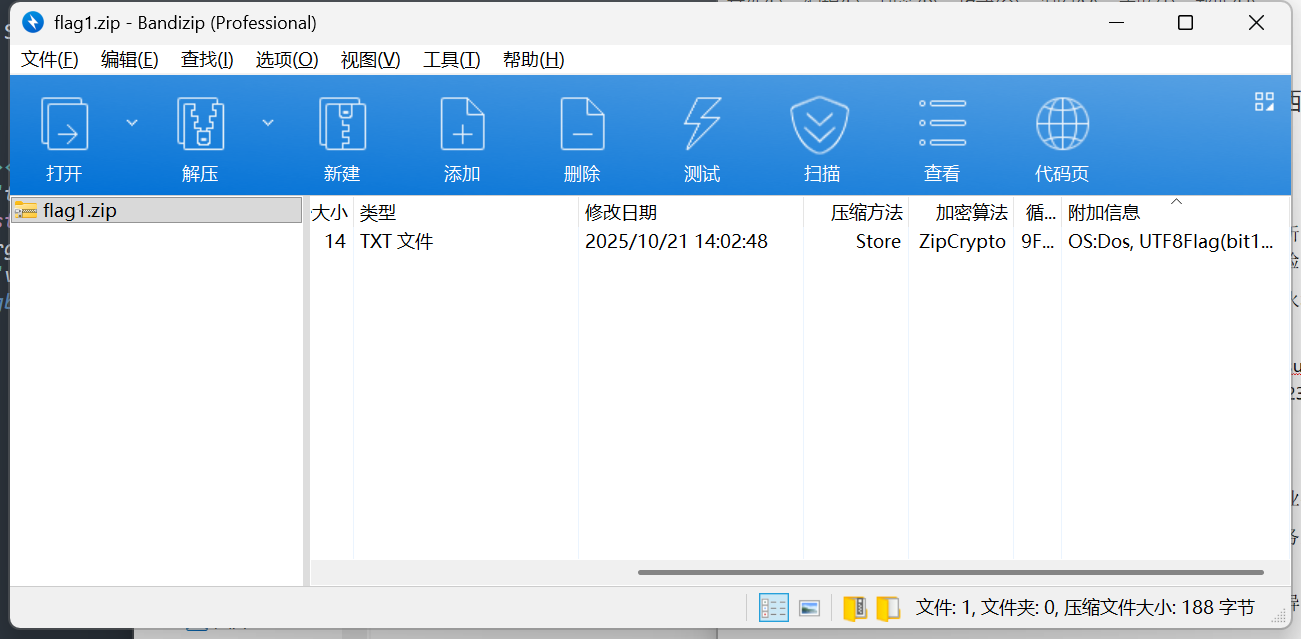 flag1.zip - Bandizip (Professional)
文件(F) 编辑(E) 查找(I) 选项(O) 视图(V) 工具(T) 帮助(H)
打开 解压 新建 添加 删除 测试 扫描 查看 代码页
flag1.zip
大小 类型 修改日期 压缩方法 加密算法 循... 附加信息
14 TXT 文件 2025/10/21 14:02:48 Store ZipCrypto 9F... OS:Dos, UTF8Flag(bit1...
文件: 1, 文件夹: 0, 压缩文件大小: 188 字节